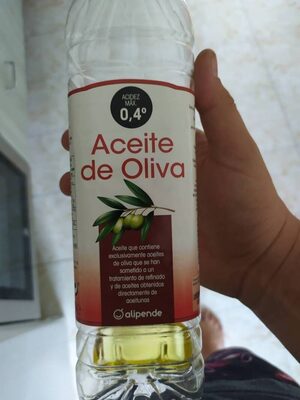 ACIDEZ
MÁX.
0,4º
Aceite
de Oliva
Aceite que contiene
exclusivamente aceites
de oliva que se han
sometido a un
tratamiento de refinado
y de aceites obtenidos
directamente de
aceitunas
alipende